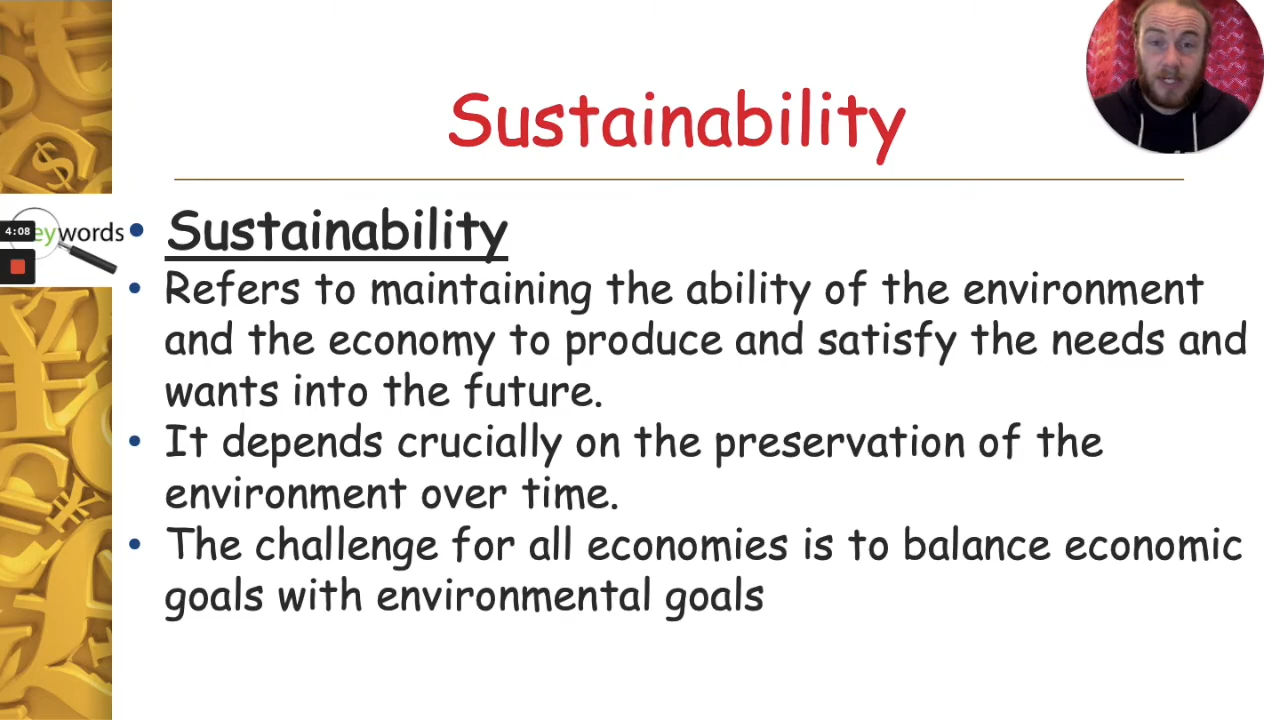 Sustainability
4:08
eywords
Sustainability
Refers to maintaining the ability of the environment
and the economy to produce and satisfy the needs and
wants into the future.
It depends crucially on the preservation of the
environment over time.
The challenge for all economies is to balance economic
goals with environmental goals